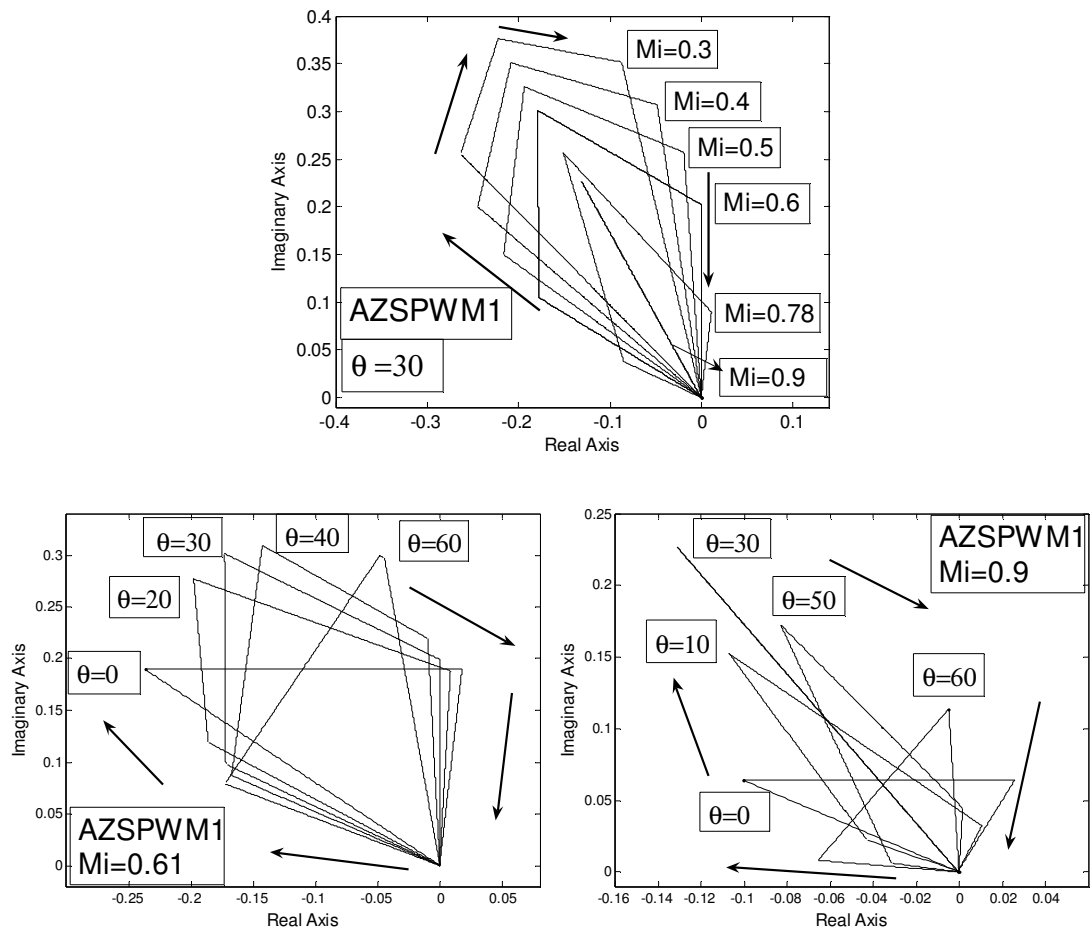 0.4
0.35
0.3
0.25
0.2
0.15
0.1
0.05
0
Imaginary Axis
Mi=0.3
Mi=0.4
Mi=0.5
Mi=0.6
Mi=0.78
Mi=0.9
AZSPWM1
θ =30
-0.4 -0.3 -0.2 -0.1 0 0.1
Real Axis
0.3
0.25
0.2
0.15
0.1
0.05
0
Imaginary Axis
θ=30
θ=40
θ=60
θ=20
θ=0
AZSPWM1
Mi=0.61
-0.25 -0.2 -0.15 -0.1 -0.05 0 0.05
Real Axis
0.25
0.2
0.15
0.1
0.05
0
Imaginary Axis
θ=30
AZSPWM1
Mi=0.9
θ=50
θ=10
θ=60
θ=0
-0.16 -0.14 -0.12 -0.1 -0.08 -0.06 -0.04 -0.02 0 0.02 0.04
Real Axis